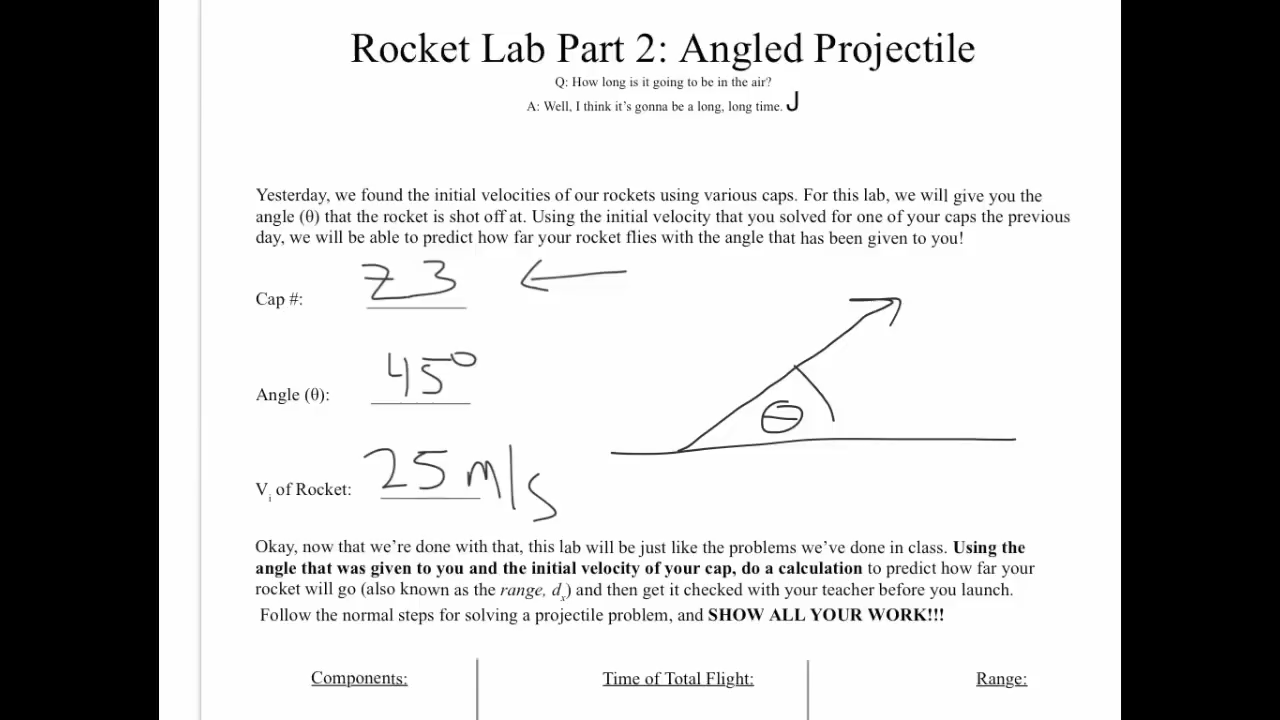 Rocket Lab Part 2: Angled Projectile
Q: How long is it going to be in the air?
A: Well, I think it's gonna be a long, long time. J
Yesterday, we found the initial velocities of our rockets using various caps. For this lab, we will give you the
angle (θ) that the rocket is shot off at. Using the initial velocity that you solved for one of your caps the previous
day, we will be able to predict how far your rocket flies with the angle that has been given to you!
Cap #: Z3
Angle (θ): 45°
θ
Vi of Rocket: 25 m/s
Okay, now that we're done with that, this lab will be just like the problems we've done in class. Using the
angle that was given to you and the initial velocity of your cap, do a calculation to predict how far your
rocket will go (also known as the range, dx) and then get it checked with your teacher before you launch.
Follow the normal steps for solving a projectile problem, and SHOW ALL YOUR WORK!!!
Components: Time of Total Flight: Range: